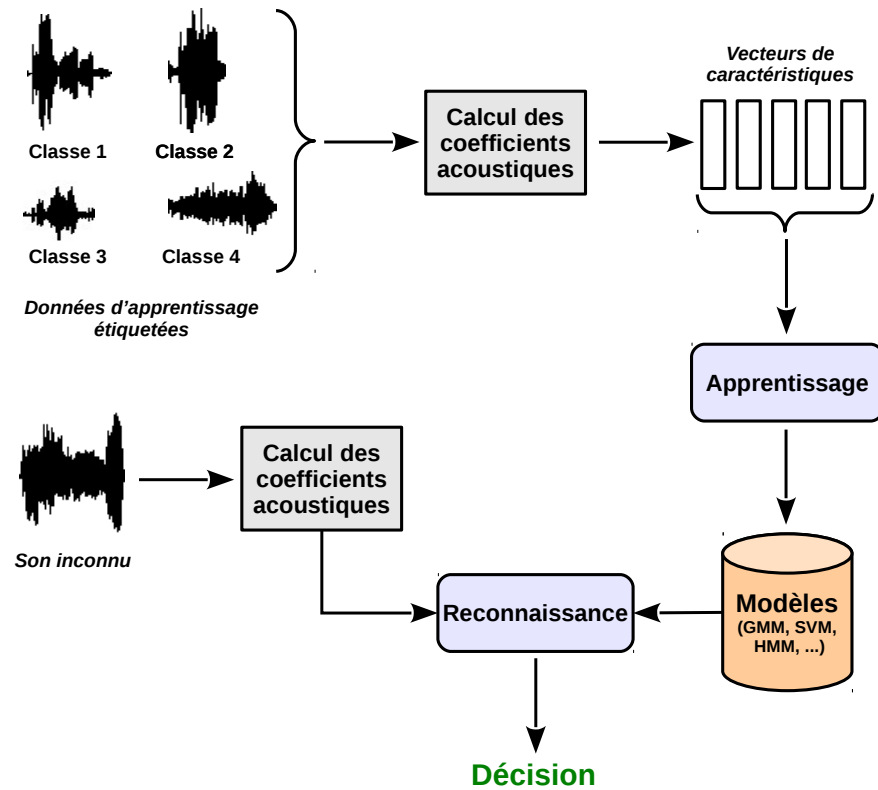 Classe 1
Classe 2
Classe 3
Classe 4
Données d’apprentissage
étiquetées
Calcul des
coefficients
acoustiques
Vecteurs de
caractéristiques
Apprentissage
Modèles
(GMM, SVM,
HMM, ...)
Son inconnu
Calcul des
coefficients
acoustiques
Reconnaissance
Décision